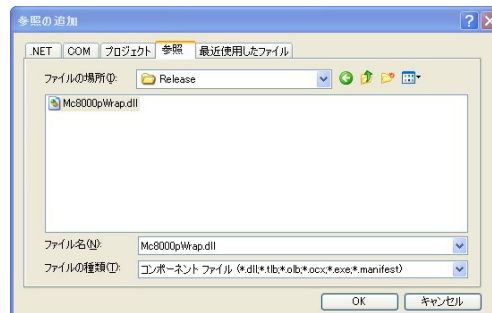 参照の追加
.NET COM プロジェクト 参照 最近使用したファイル
ファイルの場所(I): Release
Mc8000pWrap.dll
ファイル名(N): Mc8000pWrap.dll
ファイルの種類(T): コンポーネント ファイル (*.dll;*.tlb;*.olb;*.ocx;*.exe;*.manifest)
OK キャンセル